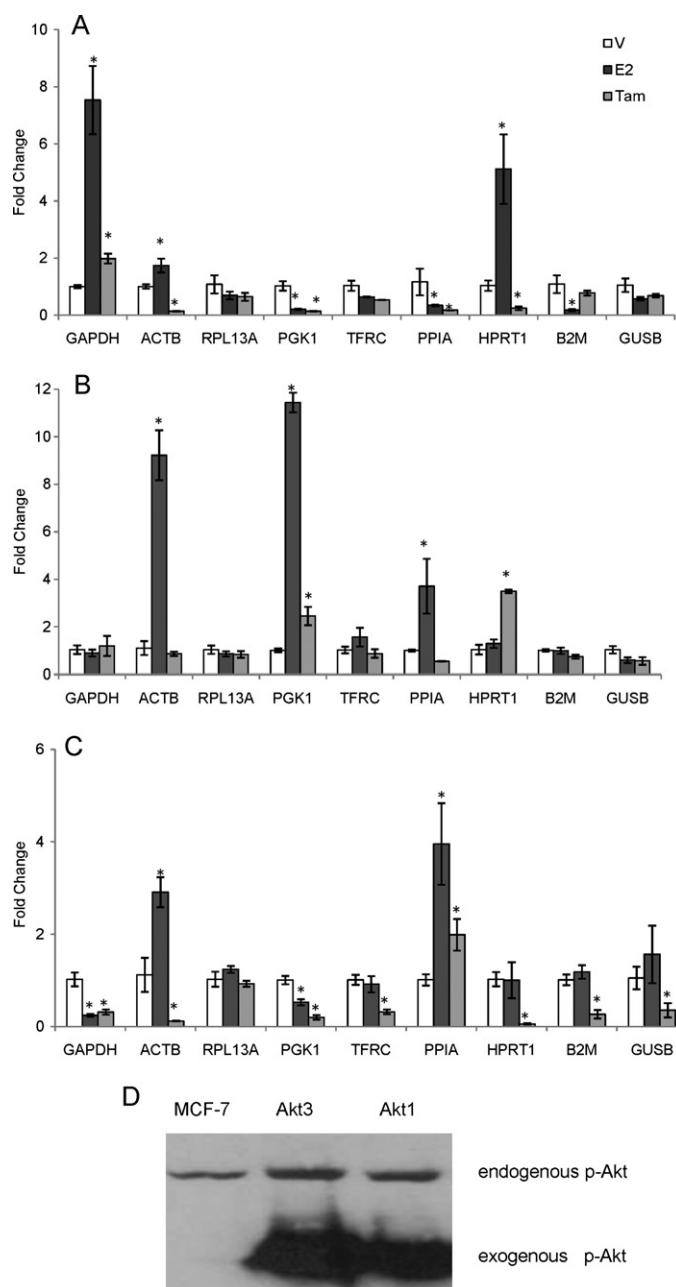 A
10
8
6
4
2
0
Fold Change
V
E2
Tam
* * * * * * * * * * *
GAPDH ACTB RPL13A PGK1 TFRC PPIA HPRT1 B2M GUSB
B
12
10
8
6
4
2
0
Fold Change
* * * * *
GAPDH ACTB RPL13A PGK1 TFRC PPIA HPRT1 B2M GUSB
C
6
4
2
0
Fold Change
* * * * * * * * * * * *
GAPDH ACTB RPL13A PGK1 TFRC PPIA HPRT1 B2M GUSB
D
MCF-7 Akt3 Akt1
endogenous p-Akt
exogenous p-Akt